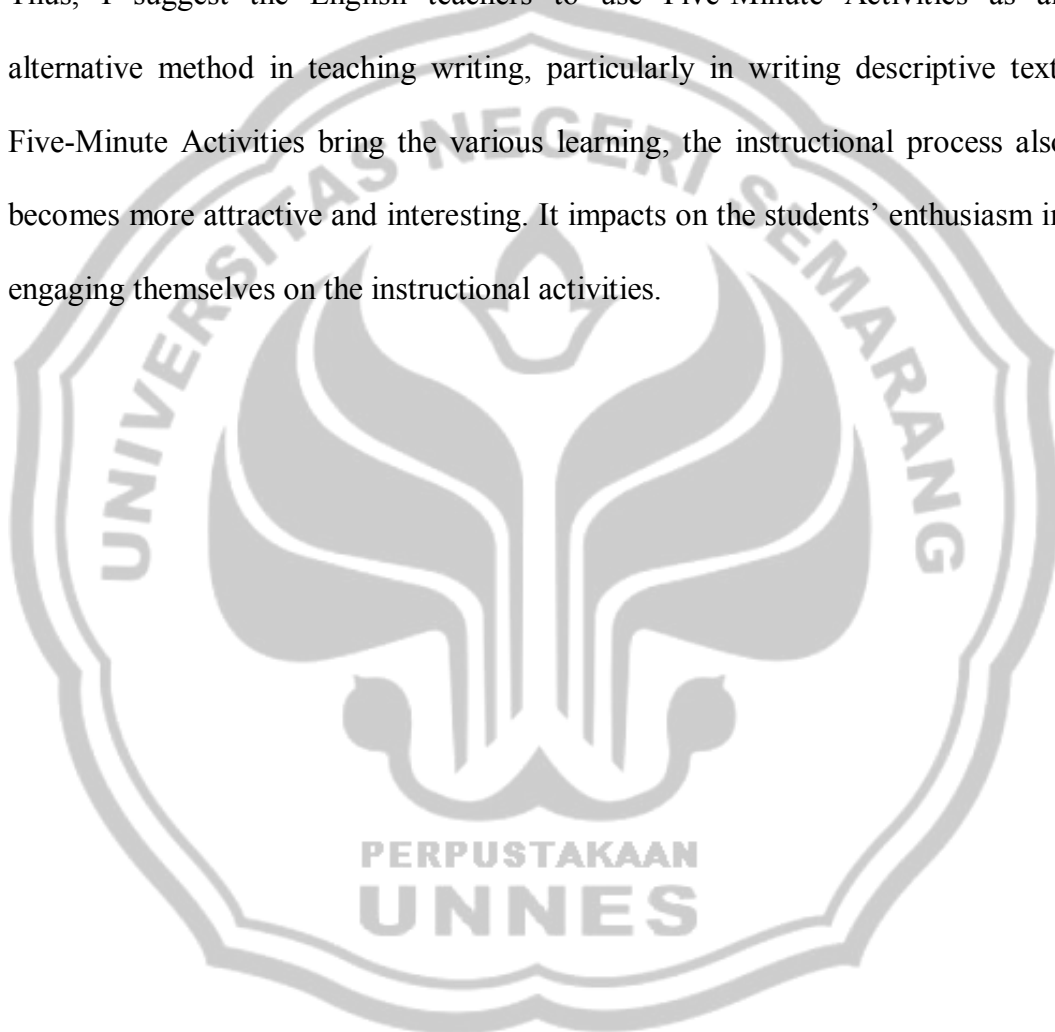 Thus, I suggest the English teachers to use Five-Minute Activities as an
alternative method in teaching writing, particularly in writing descriptive text
Five-Minute Activities bring the various learning, the instructional process also
becomes more attractive and interesting. It impacts on the students’ enthusiasm in
engaging themselves on the instructional activities.
UNIVERSITAS NEGERI SEMARANG
PERPUSTAKAAN
UNNES